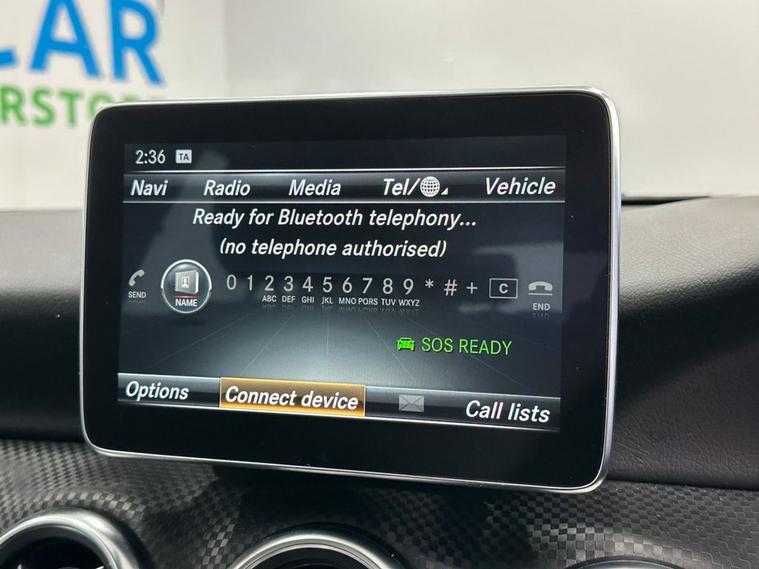 CAR
ERSTOR
2:36 TA
Navi Radio Media Tel/ Vehicle
Ready for Bluetooth telephony...
(no telephone authorised)
SEND NAME 0 1 2 3 4 5 6 7 8 9 * # + C END
ABC DEF GHI JKL MNO PQRS TUV WXYZ
SOS READY
Options Connect device Call lists